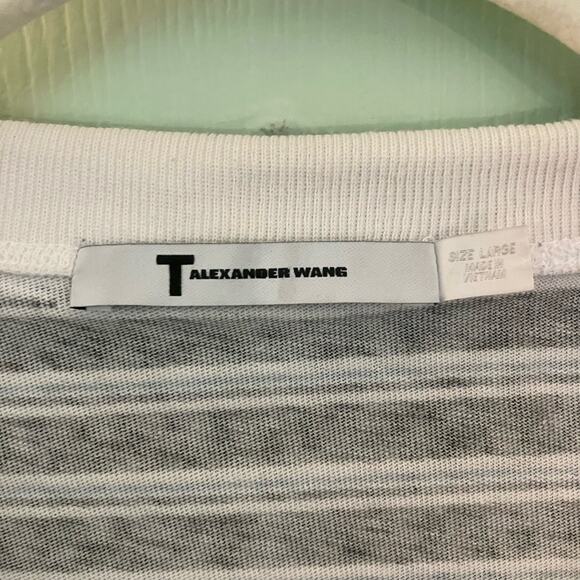 T ALEXANDER WANG
SIZE LARGE
MADE IN
VIETNAM